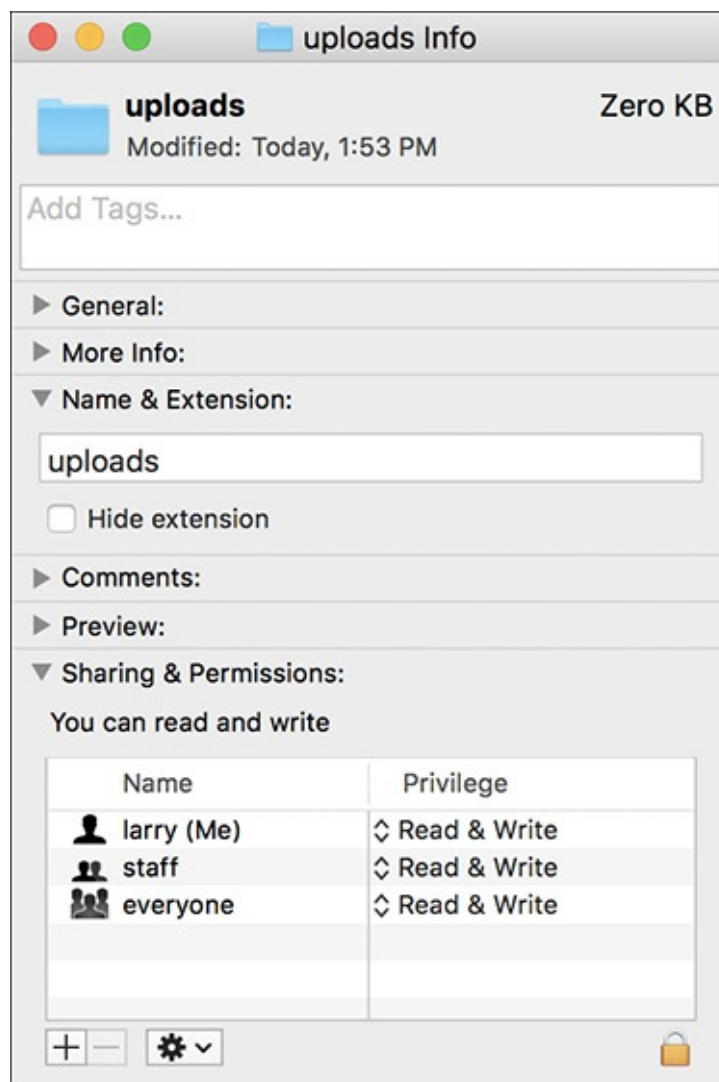 uploads Info
uploads Zero KB
Modified: Today, 1:53 PM
Add Tags...
General:
More Info:
Name & Extension:
uploads
Hide extension
Comments:
Preview:
Sharing & Permissions:
You can read and write
Name Privilege
larry (Me) Read & Write
staff Read & Write
everyone Read & Write